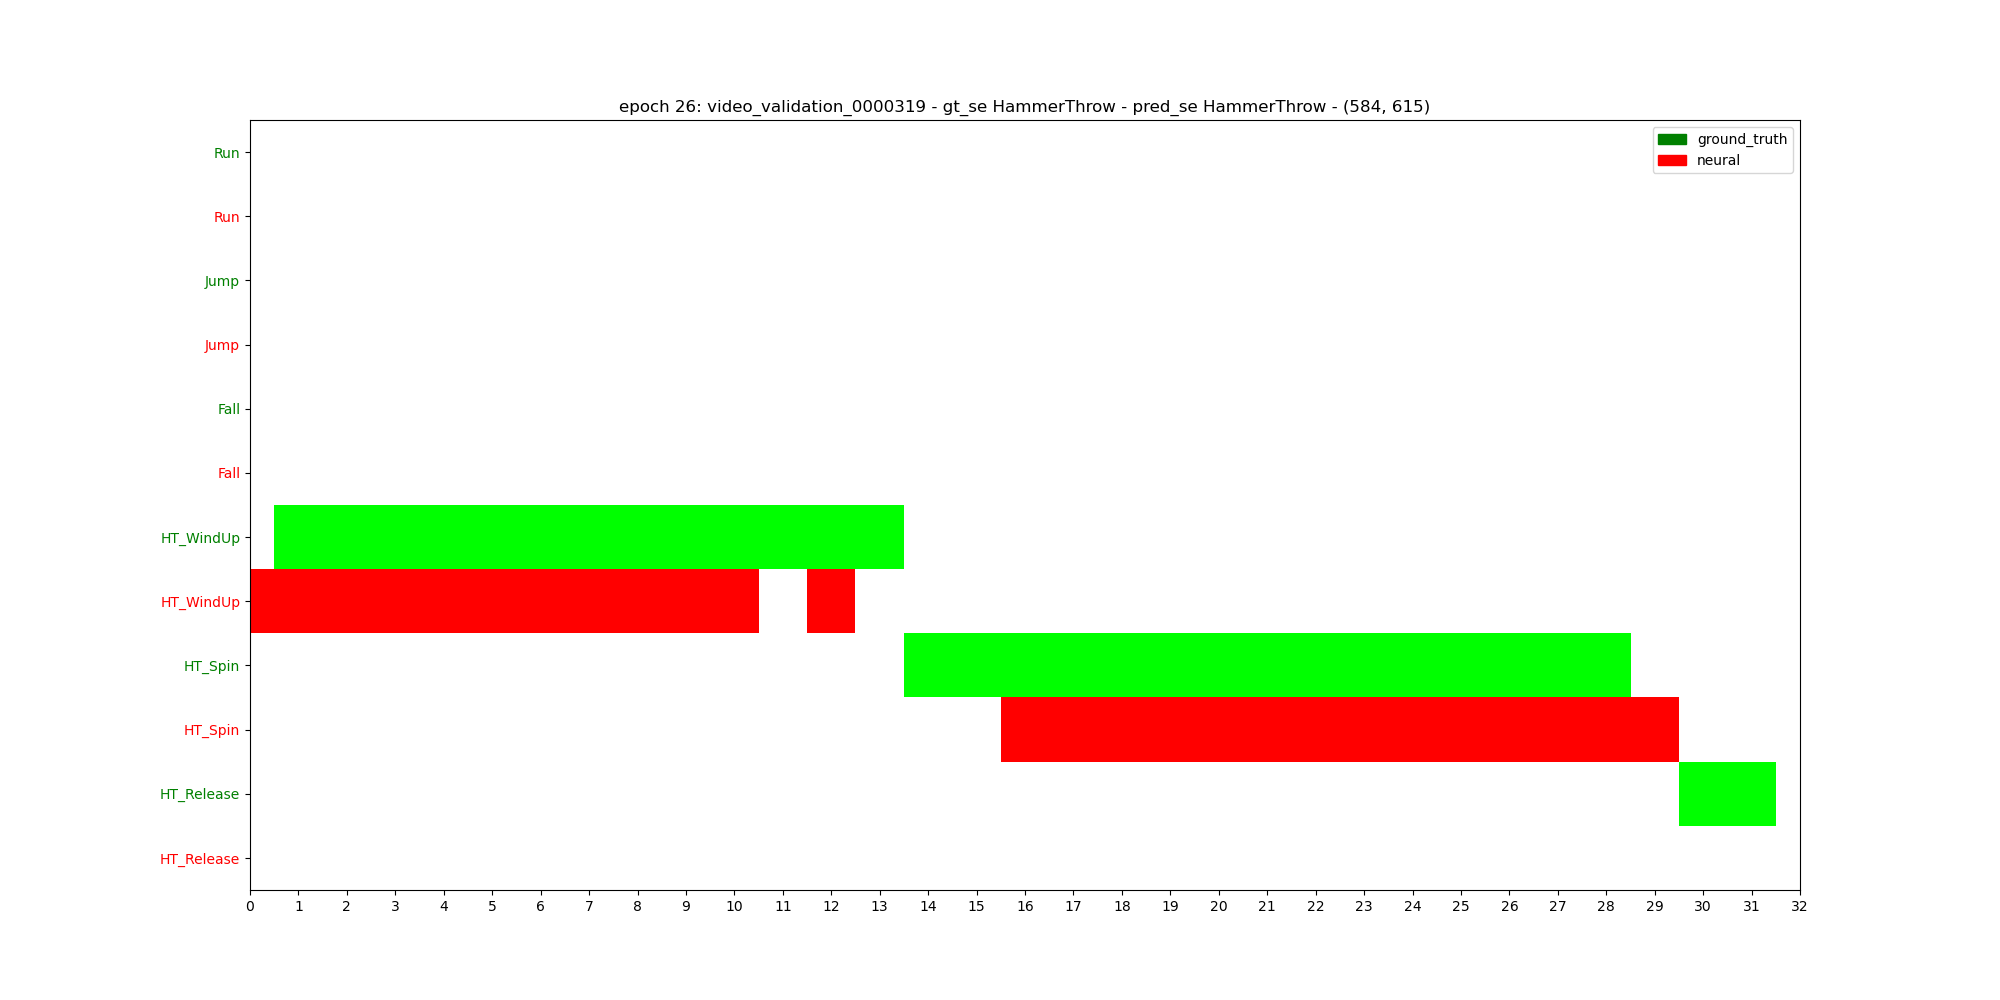 epoch 26: video_validation_0000319 - gt_se HammerThrow - pred_se HammerThrow - (584, 615)
ground_truth
neural
Run
Run
Jump
Jump
Fall
Fall
HT_WindUp
HT_WindUp
HT_Spin
HT_Spin
HT_Release
HT_Release
0 1 2 3 4 5 6 7 8 9 10 11 12 13 14 15 16 17 18 19 20 21 22 23 24 25 26 27 28 29 30 31 32